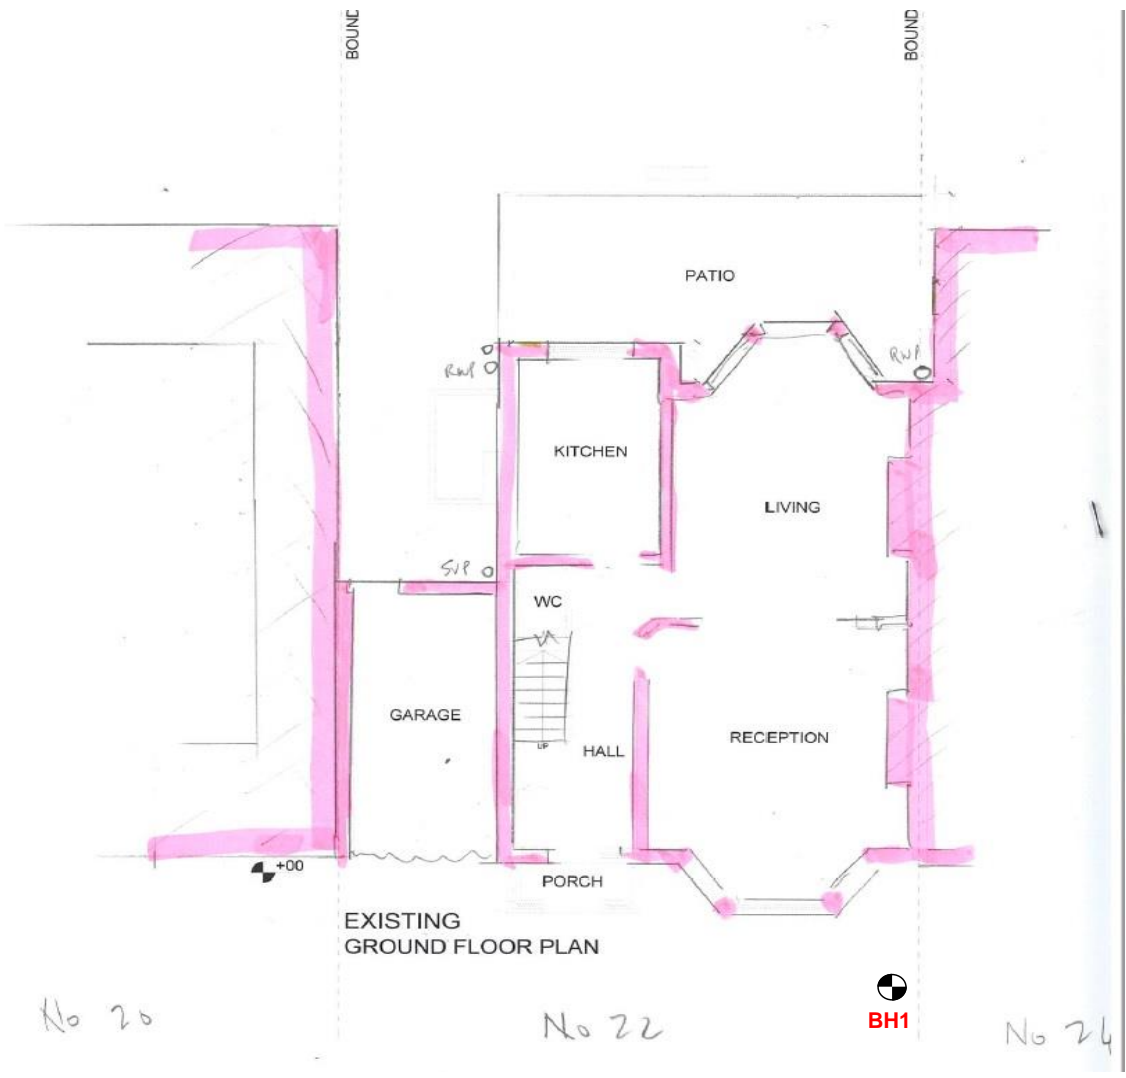 BOUND
BOUND
PATIO
RWP
RWP
KITCHEN
LIVING
SVP
WC
GARAGE
UP
HALL
RECEPTION
+00
PORCH
EXISTING
GROUND FLOOR PLAN
BH1
No 20
No 22
No 24